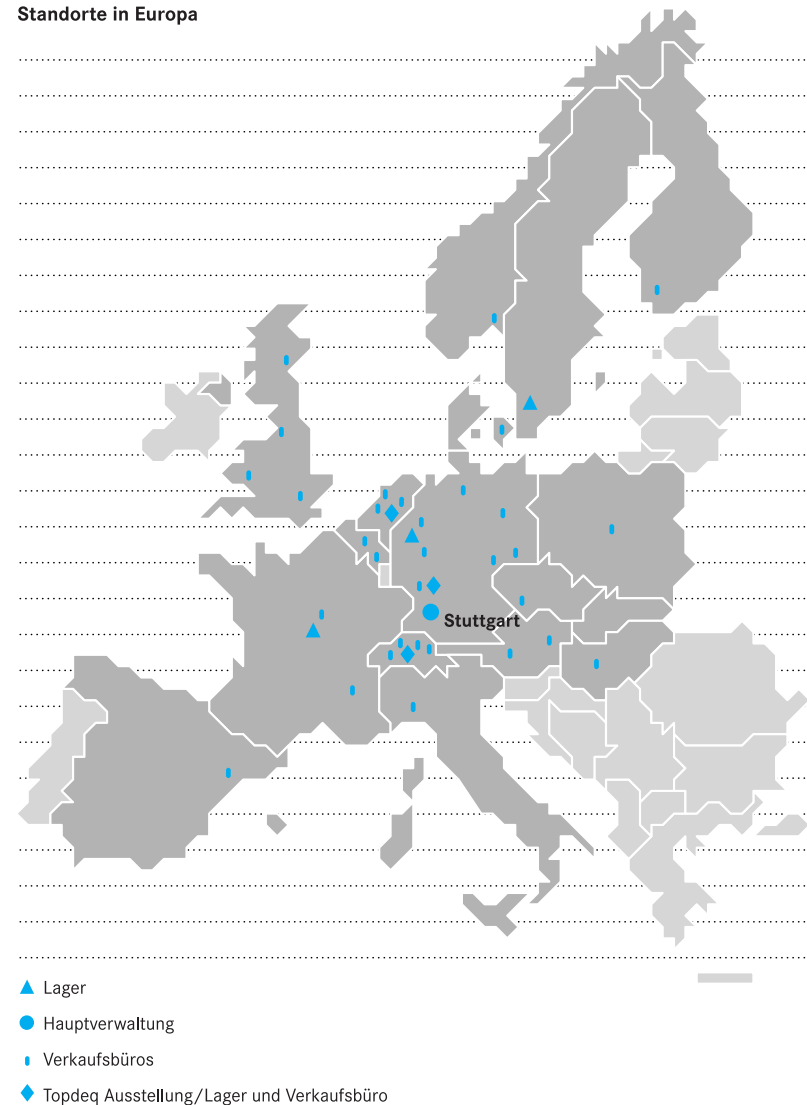 Standorte in Europa
Stuttgart
Lager
Hauptverwaltung
Verkaufsbüros
Topdeq Ausstellung/Lager und Verkaufsbüro